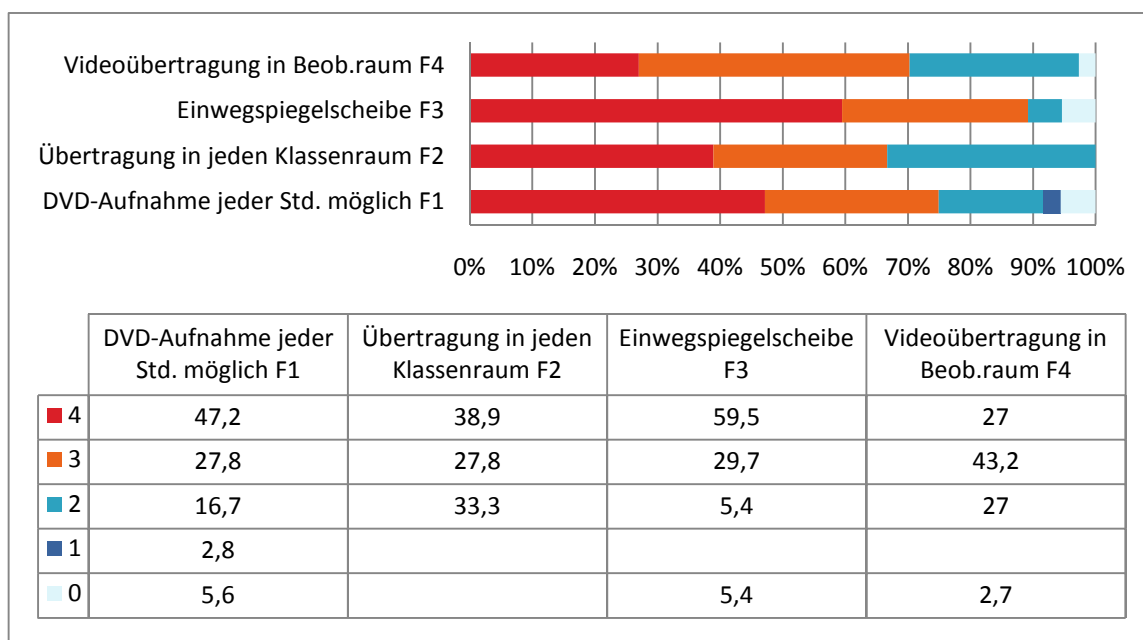 Videoübertragung in Beob.raum F4
Einwegspiegelscheibe F3
Übertragung in jeden Klassenraum F2
DVD-Aufnahme jeder Std. möglich F1
0% 10% 20% 30% 40% 50% 60% 70% 80% 90% 100%
DVD-Aufnahme jeder Std. möglich F1 Übertragung in jeden Klassenraum F2 Einwegspiegelscheibe F3 Videoübertragung in Beob.raum F4
4 47,2 38,9 59,5 27
3 27,8 27,8 29,7 43,2
2 16,7 33,3 5,4 27
1 2,8
0 5,6 5,4 2,7